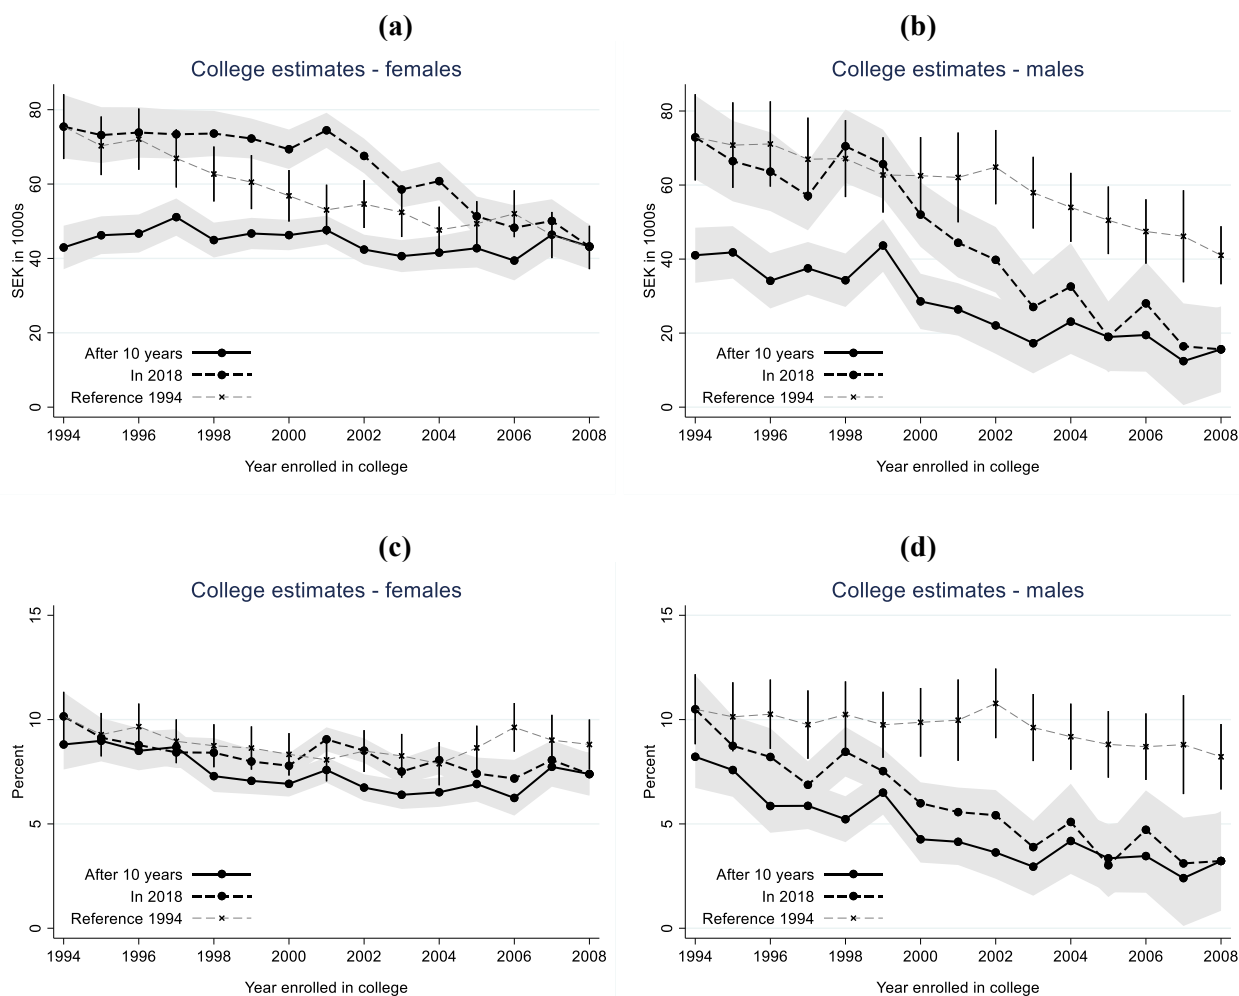 (a)
College estimates - females
SEK in 1000s
80
60
40
20
0
After 10 years
In 2018
Reference 1994
1994 1996 1998 2000 2002 2004 2006 2008
Year enrolled in college
(b)
College estimates - males
SEK in 1000s
80
60
40
20
0
After 10 years
In 2018
Reference 1994
1994 1996 1998 2000 2002 2004 2006 2008
Year enrolled in college
(c)
College estimates - females
Percent
15
10
5
0
After 10 years
In 2018
Reference 1994
1994 1996 1998 2000 2002 2004 2006 2008
Year enrolled in college
(d)
College estimates - males
Percent
15
10
5
0
After 10 years
In 2018
Reference 1994
1994 1996 1998 2000 2002 2004 2006 2008
Year enrolled in college